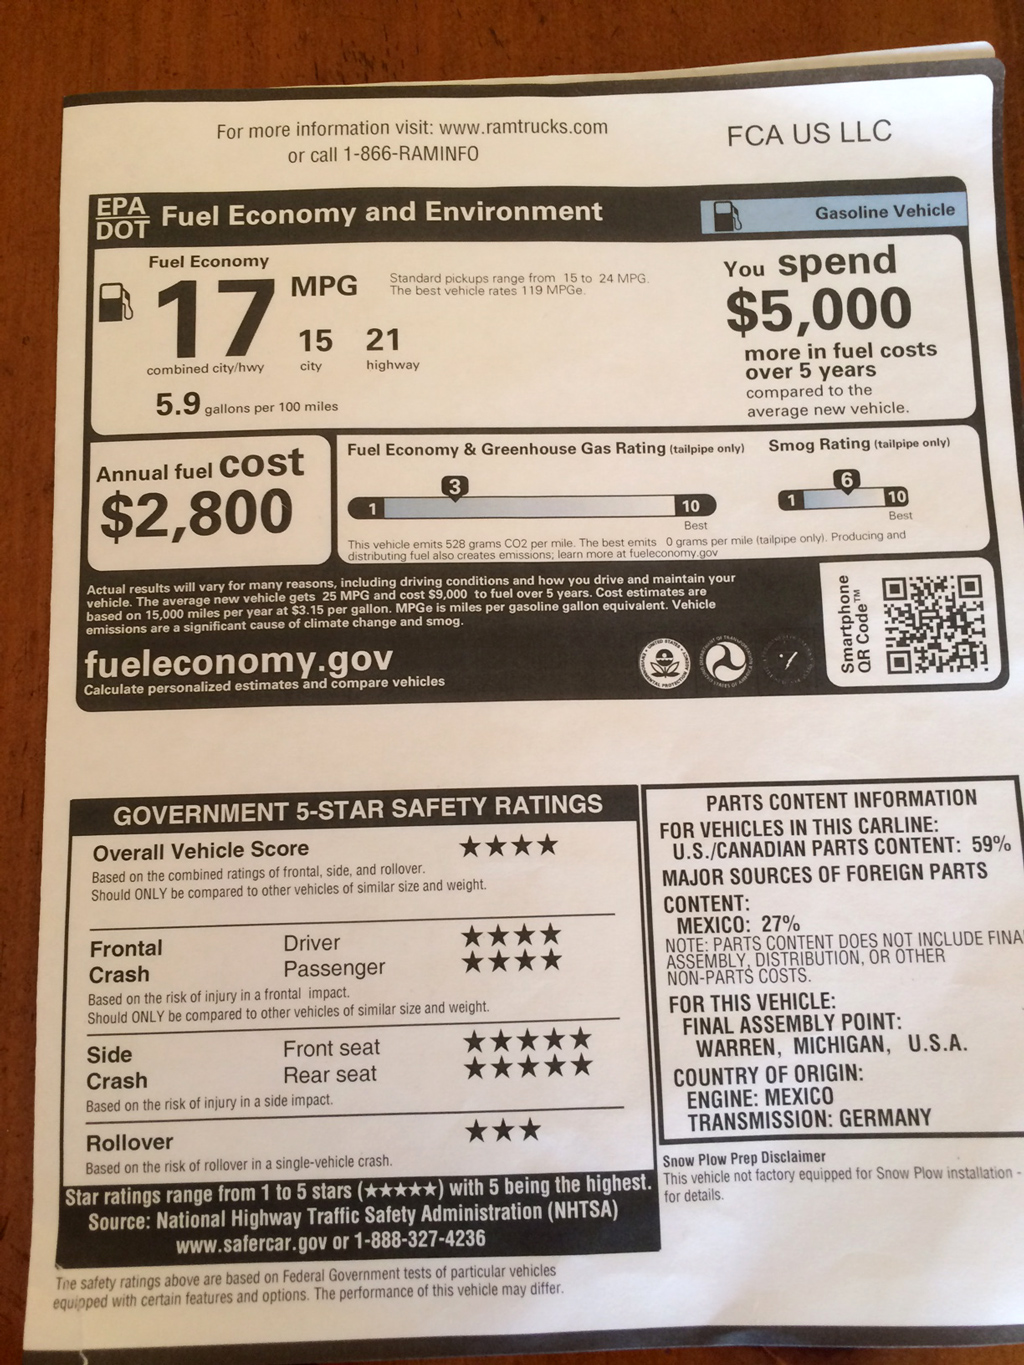 For more information visit: www.ramtrucks.com
or call 1-866-RAMINFO
FCA US LLC
EPA
DOT
Fuel Economy and Environment
Gasoline Vehicle
Fuel Economy
17 MPG
Standard pickups range from 15 to 24 MPG.
The best vehicle rates 119 MPGe.
15 21
combined city/hwy city highway
5.9 gallons per 100 miles
You spend
$5,000
more in fuel costs
over 5 years
compared to the
average new vehicle.
Annual fuel cost
$2,800
Fuel Economy & Greenhouse Gas Rating (tailpipe only)
3
1 10
Best
Smog Rating (tailpipe only)
6
1 10
Best
This vehicle emits 528 grams CO2 per mile. The best emits 0 grams per mile (tailpipe only). Producing and
distributing fuel also creates emissions; learn more at fueleconomy.gov
Actual results will vary for many reasons, including driving conditions and how you drive and maintain your
vehicle. The average new vehicle gets 25 MPG and cost $9,000 to fuel over 5 years. Cost estimates are
based on 15,000 miles per year at $3.15 per gallon. MPGe is miles per gasoline gallon equivalent. Vehicle
emissions are a significant cause of climate change and smog.
fueleconomy.gov
Calculate personalized estimates and compare vehicles
Smartphone
QR Code™
GOVERNMENT 5-STAR SAFETY RATINGS
Overall Vehicle Score ★★★★
Based on the combined ratings of frontal, side, and rollover.
Should ONLY be compared to other vehicles of similar size and weight.
Frontal Driver ★★★★
Crash Passenger ★★★★
Based on the risk of injury in a frontal impact.
Should ONLY be compared to other vehicles of similar size and weight.
Side Front seat ★★★★★
Crash Rear seat ★★★★★
Based on the risk of injury in a side impact.
Rollover ★★★
Based on the risk of rollover in a single-vehicle crash.
Star ratings range from 1 to 5 stars (★★★★★) with 5 being the highest.
Source: National Highway Traffic Safety Administration (NHTSA)
www.safercar.gov or 1-888-327-4236
The safety ratings above are based on Federal Government tests of particular vehicles
equipped with certain features and options. The performance of this vehicle may differ.
PARTS CONTENT INFORMATION
FOR VEHICLES IN THIS CARLINE:
U.S./CANADIAN PARTS CONTENT: 59%
MAJOR SOURCES OF FOREIGN PARTS
CONTENT:
MEXICO: 27%
NOTE: PARTS CONTENT DOES NOT INCLUDE FINA
ASSEMBLY, DISTRIBUTION, OR OTHER
NON-PARTS COSTS.
FOR THIS VEHICLE:
FINAL ASSEMBLY POINT:
WARREN, MICHIGAN, U.S.A.
COUNTRY OF ORIGIN:
ENGINE: MEXICO
TRANSMISSION: GERMANY
Snow Plow Prep Disclaimer
This vehicle not factory equipped for Snow Plow installation -
for details.